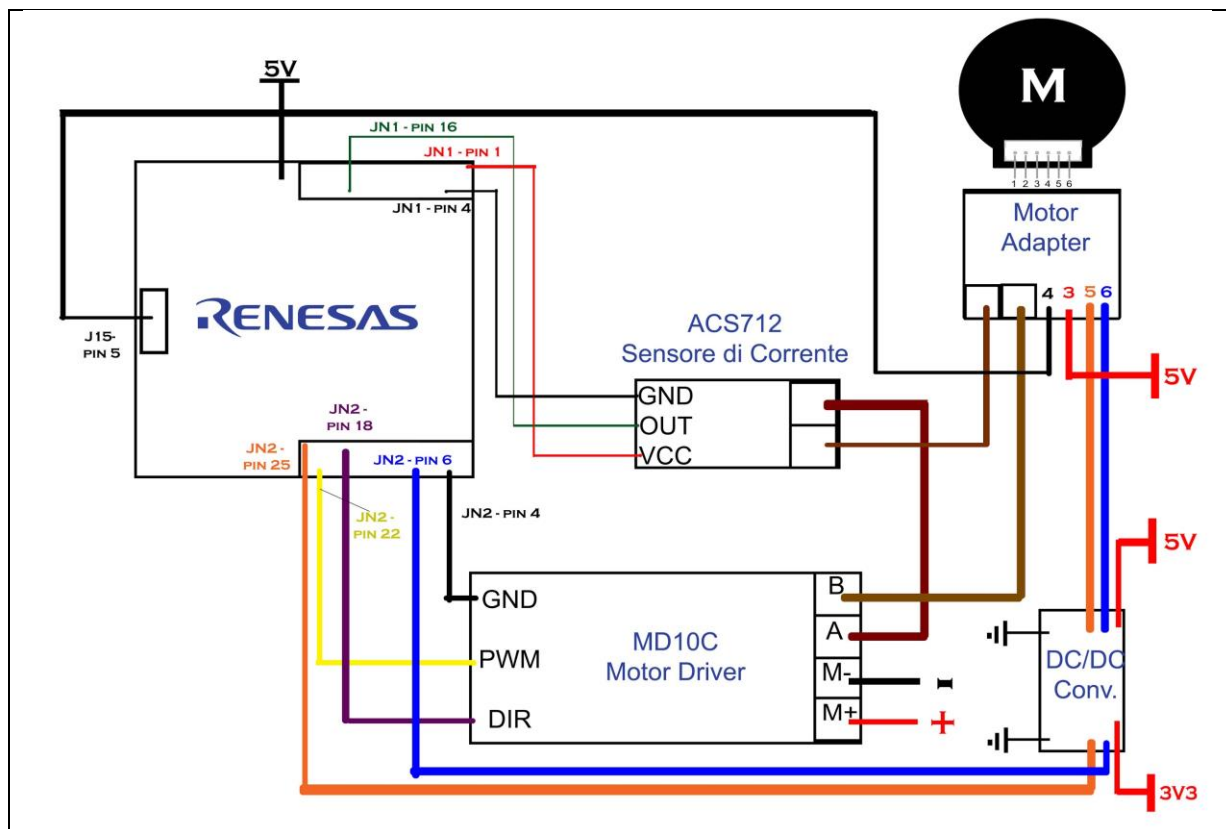 5V
M
JN1 - PIN 16
JN1 - PIN 1
JN1 - PIN 4
1 2 3 4 5 6
Motor
Adapter
4 3 5 6
RENESAS
J15-
PIN 5
ACS712
Sensore di Corrente
GND
OUT
VCC
5V
JN2 -
PIN 18
JN2 -
PIN 25
JN2 - PIN 6
JN2 - PIN 4
JN2 -
PIN 22
5V
GND
PWM
DIR
MD10C
Motor Driver
B
A
M-
M+
-
+
DC/DC
Conv.
3V3